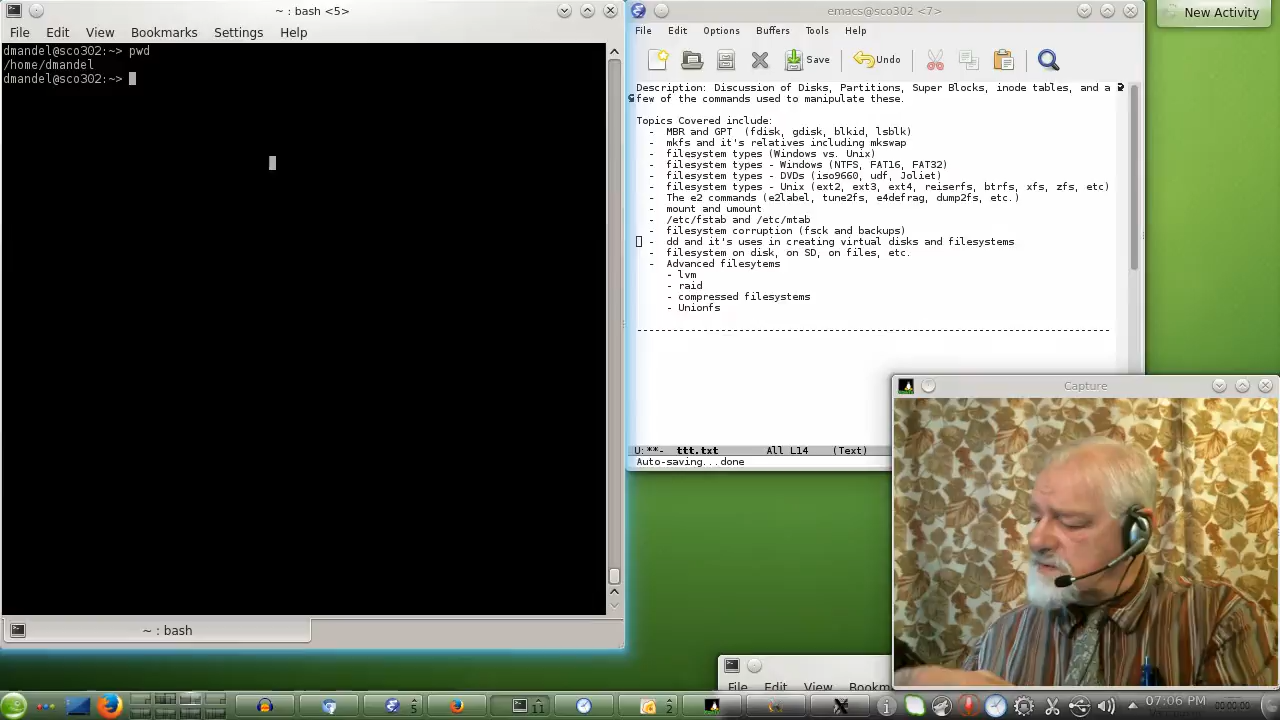 ~ : bash <5>
File Edit View Bookmarks Settings Help
dmandel@sco302:~> pwd
/home/dmandel
dmandel@sco302:~>
~ : bash
emacs@sco302 <7>
File Edit Options Buffers Tools Help
Save Undo
Description: Discussion of Disks, Partitions, Super Blocks, inode tables, and a
few of the commands used to manipulate these.
Topics Covered include:
- MBR and GPT (fdisk, gdisk, blkid, lsblk)
- mkfs and it's relatives including mkswap
- filesystem types (Windows vs. Unix)
- filesystem types - Windows (NTFS, FAT16, FAT32)
- filesystem types - DVDs (iso9660, udf, Joliet)
- filesystem types - Unix (ext2, ext3, ext4, reiserfs, btrfs, xfs, zfs, etc)
- The e2 commands (e2label, tune2fs, e4defrag, dump2fs, etc.)
- mount and umount
- /etc/fstab and /etc/mtab
- filesystem corruption (fsck and backups)
- dd and it's uses in creating virtual disks and filesystems
- filesystem on disk, on SD, on files, etc.
- Advanced filesytems
- lvm
- raid
- compressed filesystems
- Unionfs
-------------------------------------------------------------------------------
U:**- ttt.txt All L14 (Text)
Auto-saving...done
New Activity
Capture
File Edit View Bookm
5 11 2 07:06 PM 00:00:00